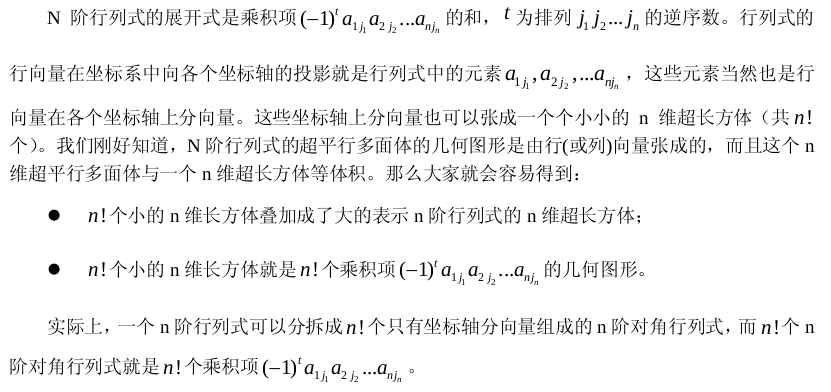 N 阶行列式的展开式是乘积项(−1)^t a_{1j_1}a_{2j_2}...a_{nj_n}的和，t 为排列 j_1 j_2...j_n 的逆序数。行列式的
行向量在坐标系中向各个坐标轴的投影就是行列式中的元素a_{1j_1},a_{2j_2},...a_{nj_n}，这些元素当然也是行
向量在各个坐标轴上分向量。这些坐标轴上分向量也可以张成一个个小小的 n 维超长方体（共n!
个）。我们刚好知道，N 阶行列式的超平行多面体的几何图形是由行(或列)向量张成的，而且这个 n
维超平行多面体与一个 n 维超长方体等体积。那么大家就会容易得到：
● n!个小的 n 维长方体叠加成了大的表示 n 阶行列式的 n 维超长方体；
● n!个小的 n 维长方体就是n!个乘积项(−1)^t a_{1j_1}a_{2j_2}...a_{nj_n}的几何图形。
实际上，一个 n 阶行列式可以分拆成n!个只有坐标轴分向量组成的 n 阶对角行列式，而n!个 n
阶对角行列式就是n!个乘积项(−1)^t a_{1j_1}a_{2j_2}...a_{nj_n}。